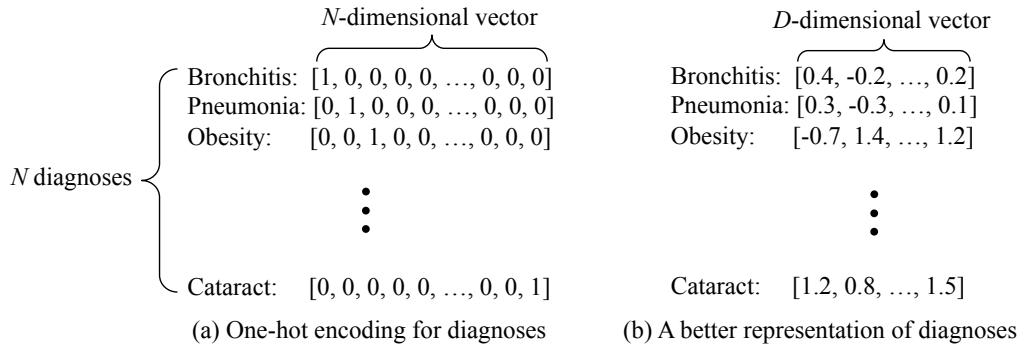 N-dimensional vector
Bronchitis: [1, 0, 0, 0, 0, …, 0, 0, 0]
Pneumonia: [0, 1, 0, 0, 0, …, 0, 0, 0]
Obesity: [0, 0, 1, 0, 0, …, 0, 0, 0]
N diagnoses
Cataract: [0, 0, 0, 0, 0, …, 0, 0, 1]
(a) One-hot encoding for diagnoses
D-dimensional vector
Bronchitis: [0.4, -0.2, …, 0.2]
Pneumonia: [0.3, -0.3, …, 0.1]
Obesity: [-0.7, 1.4, …, 1.2]
Cataract: [1.2, 0.8, …, 1.5]
(b) A better representation of diagnoses